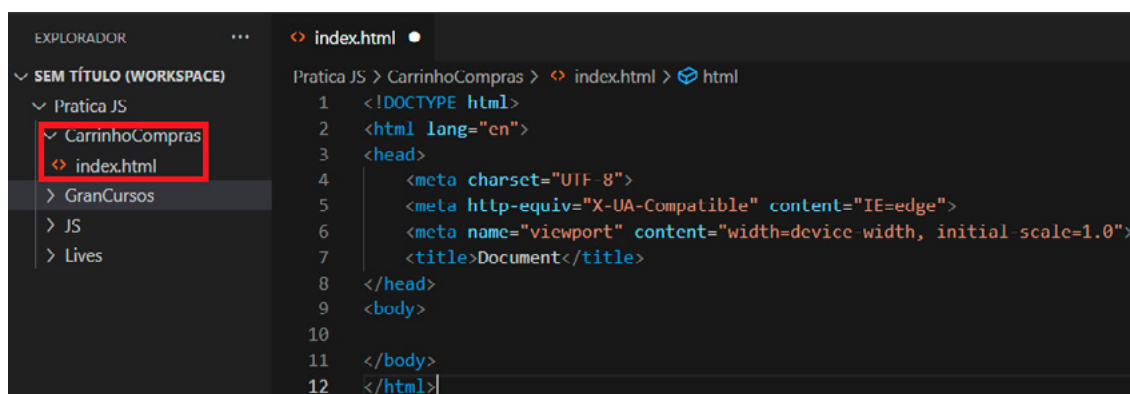 EXPLORADOR ···
SEM TÍTULO (WORKSPACE)
Pratica JS
CarrinhoCompras
index.html
GranCursos
JS
Lives
index.html
Pratica JS > CarrinhoCompras > index.html > html
1 <!DOCTYPE html>
2 <html lang="en">
3 <head>
4 <meta charset="UTF-8">
5 <meta http-equiv="X-UA-Compatible" content="IE=edge">
6 <meta name="viewport" content="width=device-width, initial-scale=1.0">
7 <title>Document</title>
8 </head>
9 <body>
10
11 </body>
12 </html>